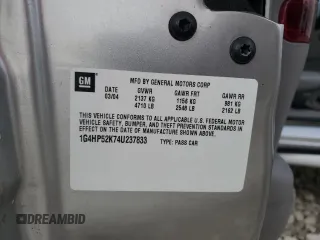 GM
MFD BY GENERAL MOTORS CORP
DATE GVWR GAWR FRT GAWR RR
03/04 2137 KG 1156 KG 981 KG
4710 LB 2548 LB 2162 LB
THIS VEHICLE CONFORMS TO ALL APPLICABLE U.S. FEDERAL MOTOR
VEHICLE SAFETY, BUMPER, AND THEFT PREVENTION STANDARDS IN
EFFECT ON THE DATE OF MANUFACTURE SHOWN ABOVE.
1G4HP52K74U237833 TYPE: PASS CAR
AUTOBIDMASTER